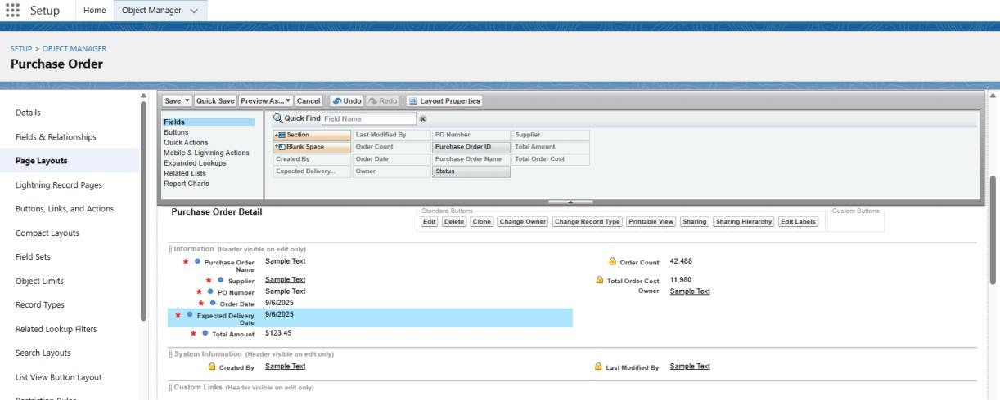 Setup Home Object Manager
SETUP > OBJECT MANAGER
Purchase Order
Details
Fields & Relationships
Page Layouts
Lightning Record Pages
Buttons, Links, and Actions
Compact Layouts
Field Sets
Object Limits
Record Types
Related Lookup Filters
Search Layouts
List View Button Layout
Restriction Rules
Save Quick Save Preview As... Cancel Undo Redo Layout Properties
Fields
Buttons
Quick Actions
Mobile & Lightning Actions
Expanded Lookups
Related Lists
Report Charts
Quick Find Field Name
Section Last Modified By PO Number Supplier
Blank Space Order Count Purchase Order ID Total Amount
Created By Order Date Purchase Order Name Total Order Cost
Expected Delivery... Owner Status
Purchase Order Detail
Standard Buttons
Edit Delete Clone Change Owner Change Record Type Printable View Sharing Sharing Hierarchy Edit Labels
Custom Buttons
Information (Header visible on edit only)
* Purchase Order Name Sample Text
* Supplier Sample Text
* PO Number Sample Text
* Order Date 9/6/2025
* Expected Delivery Date 9/6/2025
* Total Amount $123.45
Order Count 42,488
Total Order Cost 11,980
Owner Sample Text
System Information (Header visible on edit only)
Created By Sample Text
Last Modified By Sample Text
Custom Links (Header visible on edit only)